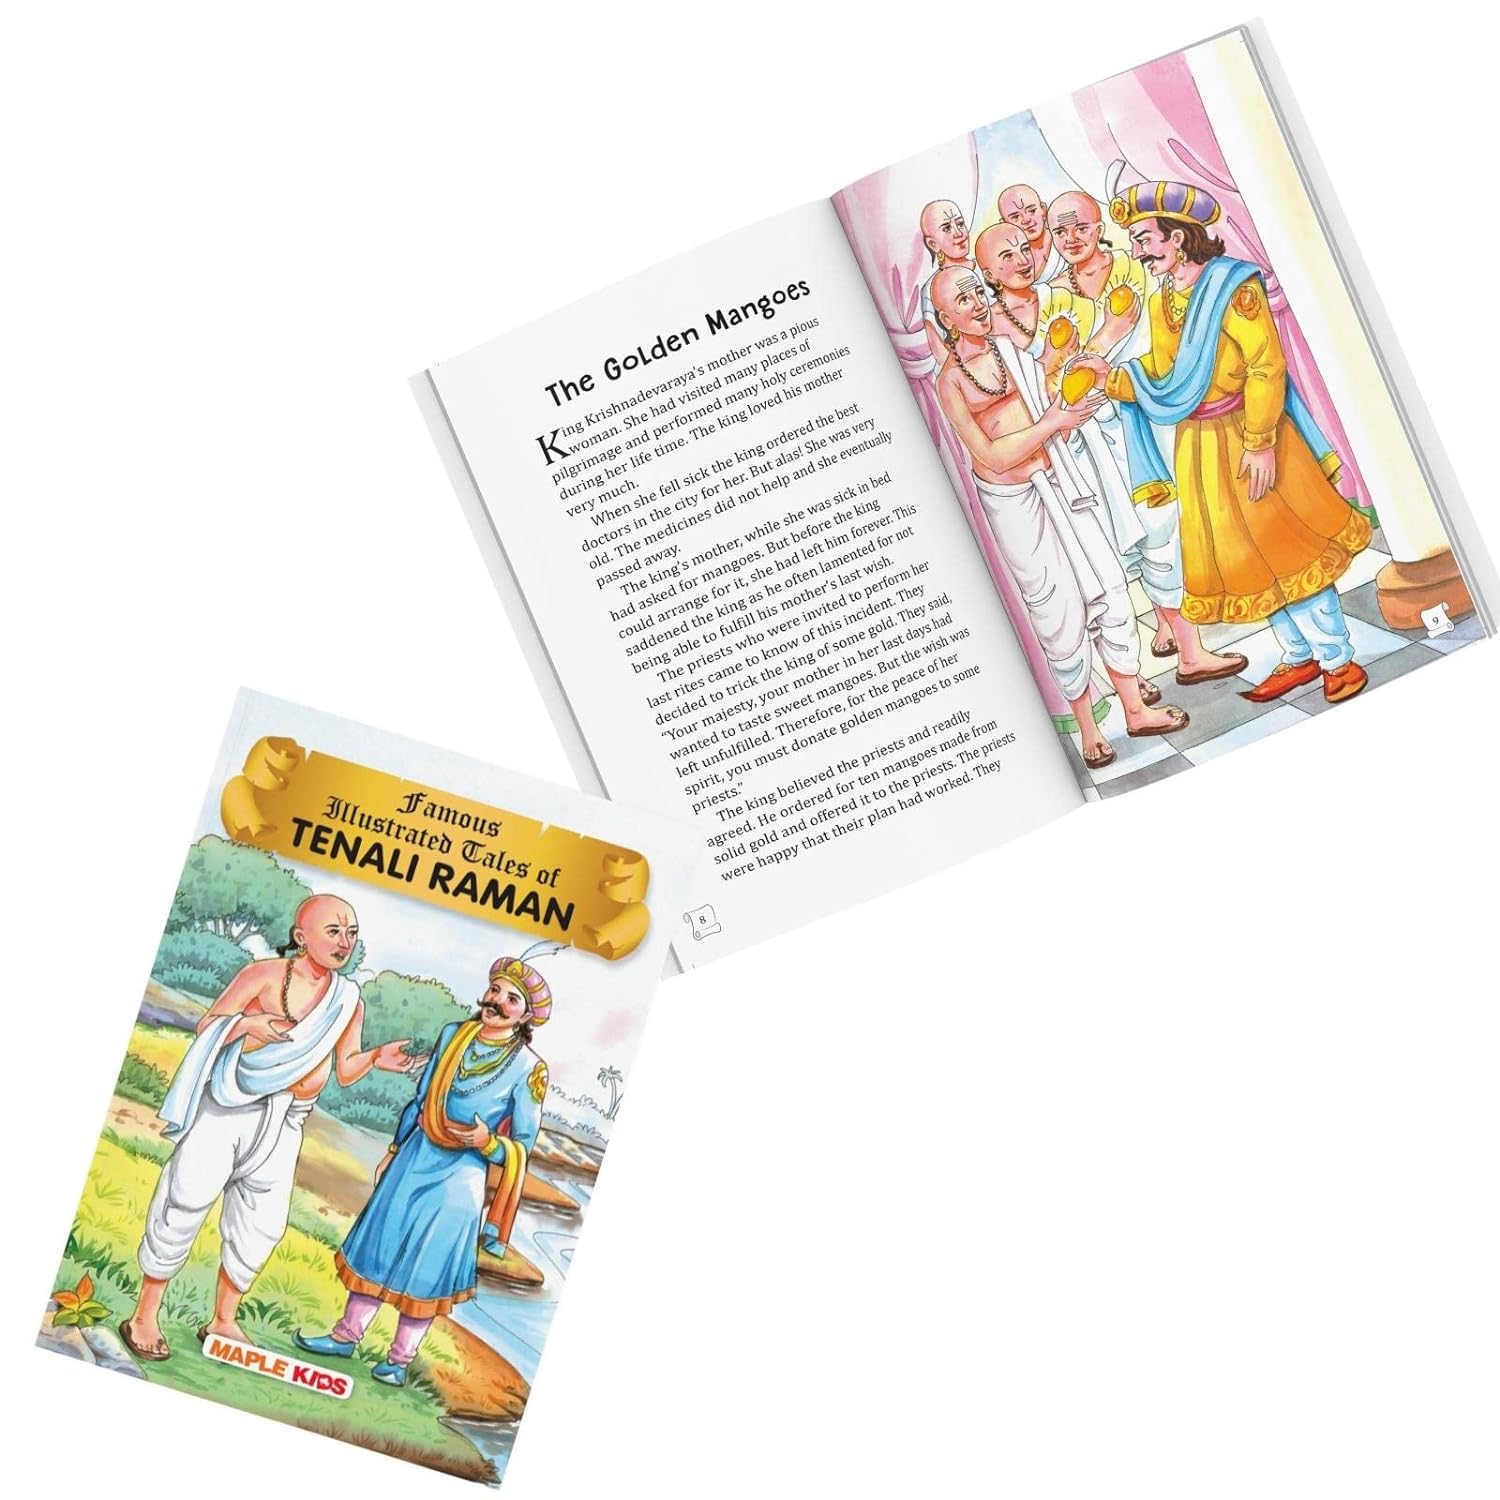 The Golden Mangoes
King Krishnadevaraya's mother was a pious
woman. She had visited many places of
pilgrimage and performed many holy ceremonies
during her life time. The king loved his mother
very much.
When she fell sick the king ordered the best
doctors in the city for her. But alas! She was very
old. The medicines did not help and she eventually
passed away.
The king's mother, while she was sick in bed
had asked for mangoes. But before the king
could arrange for it, she had left him forever. This
saddened the king as he often lamented for not
being able to fulfill his mother's last wish.
The priests who were invited to perform her
last rites came to know of this incident. They
decided to trick the king of some gold. They said,
“Your majesty, your mother in her last days had
wanted to taste sweet mangoes. But the wish was
left unfulfilled. Therefore, for the peace of her
spirit, you must donate golden mangoes to some
priests.”
The king believed the priests and readily
agreed. He ordered for ten mangoes made from
solid gold and offered it to the priests. The priests
were happy that their plan had worked. They
8
9
Famous
Illustrated Tales of
TENALI RAMAN
MAPLE KIDS